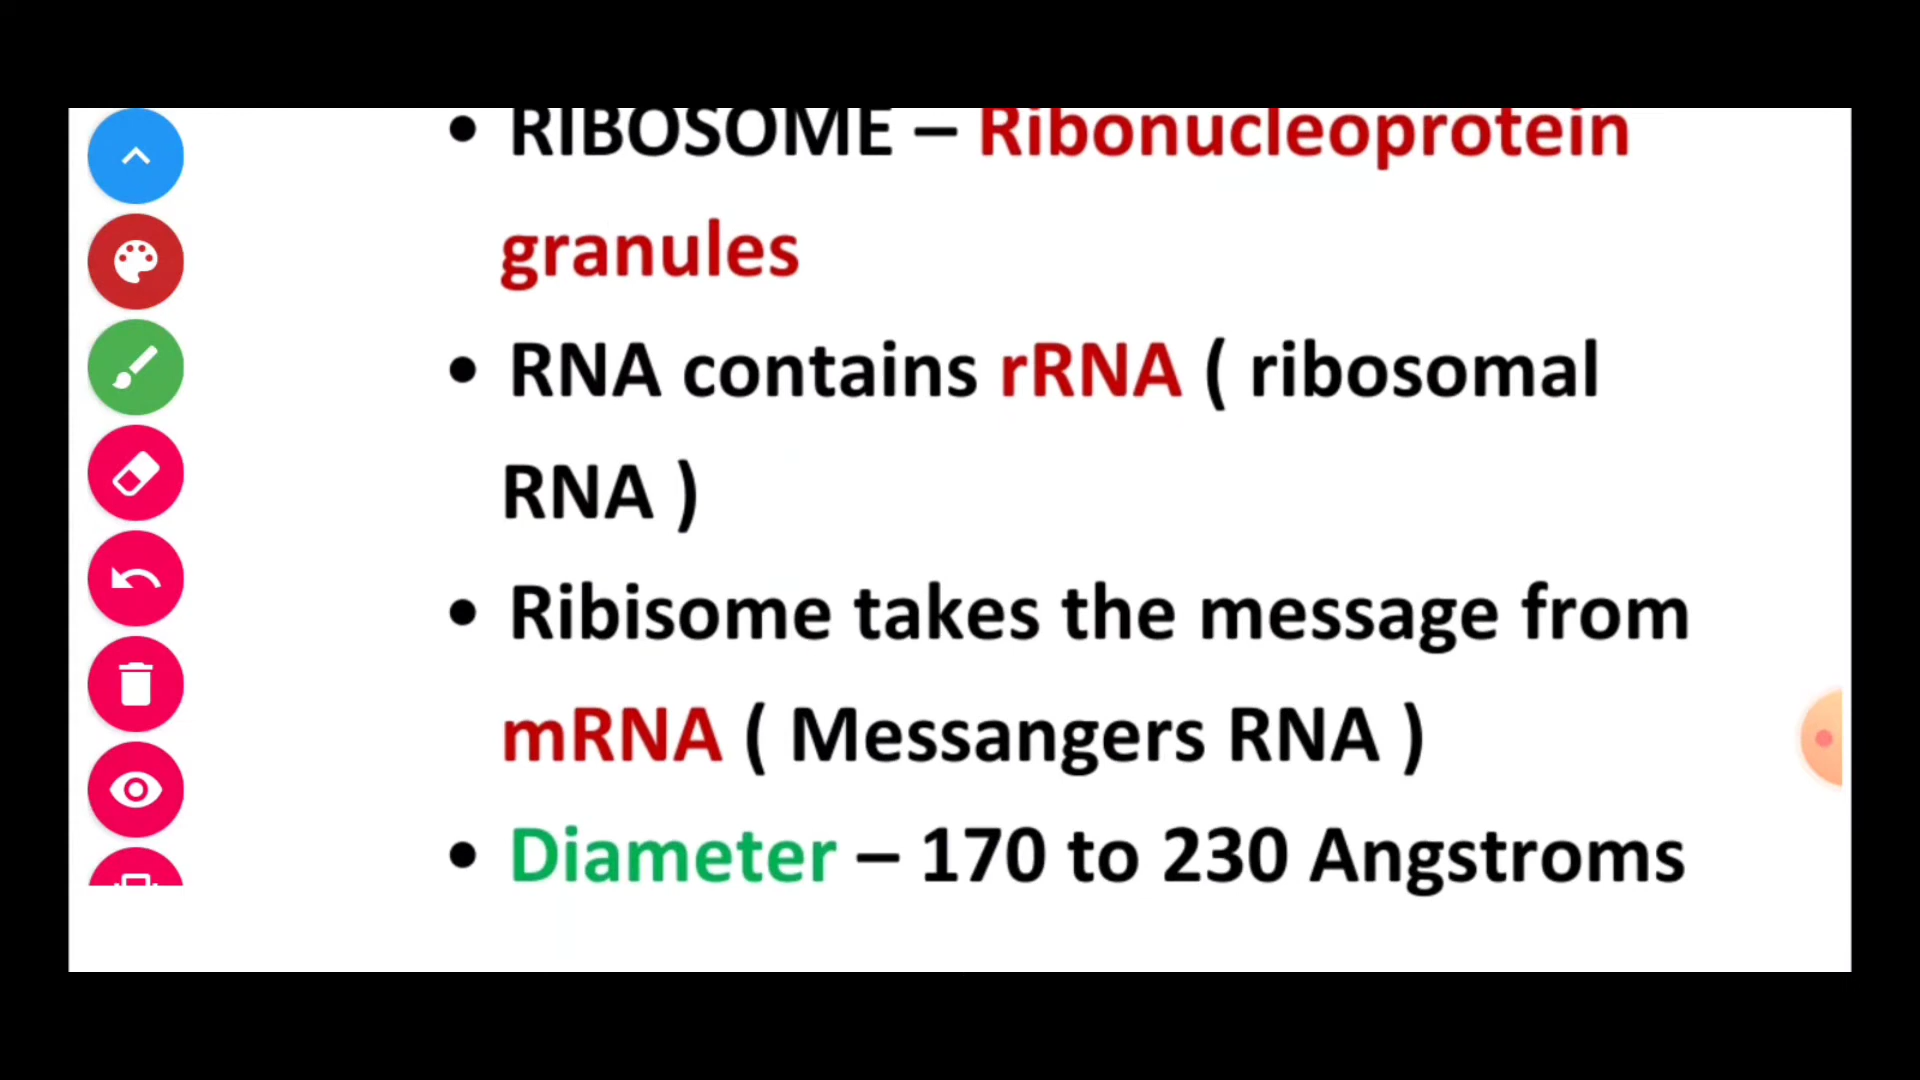 • RIBOSOME – Ribonucleoprotein
granules
• RNA contains rRNA ( ribosomal
RNA )
• Ribisome takes the message from
mRNA ( Messangers RNA )
• Diameter – 170 to 230 Angstroms